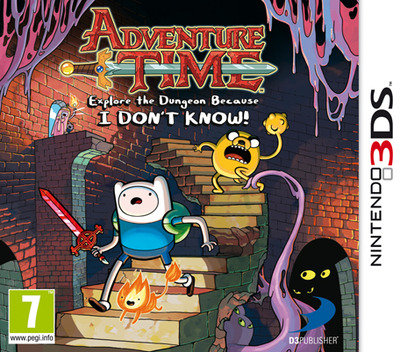 ADVENTURE
TIME
Explore the Dungeon Because
I DON'T KNOW!
NINTENDO 3DS
7
www.pegi.info
D3PUBLISHER